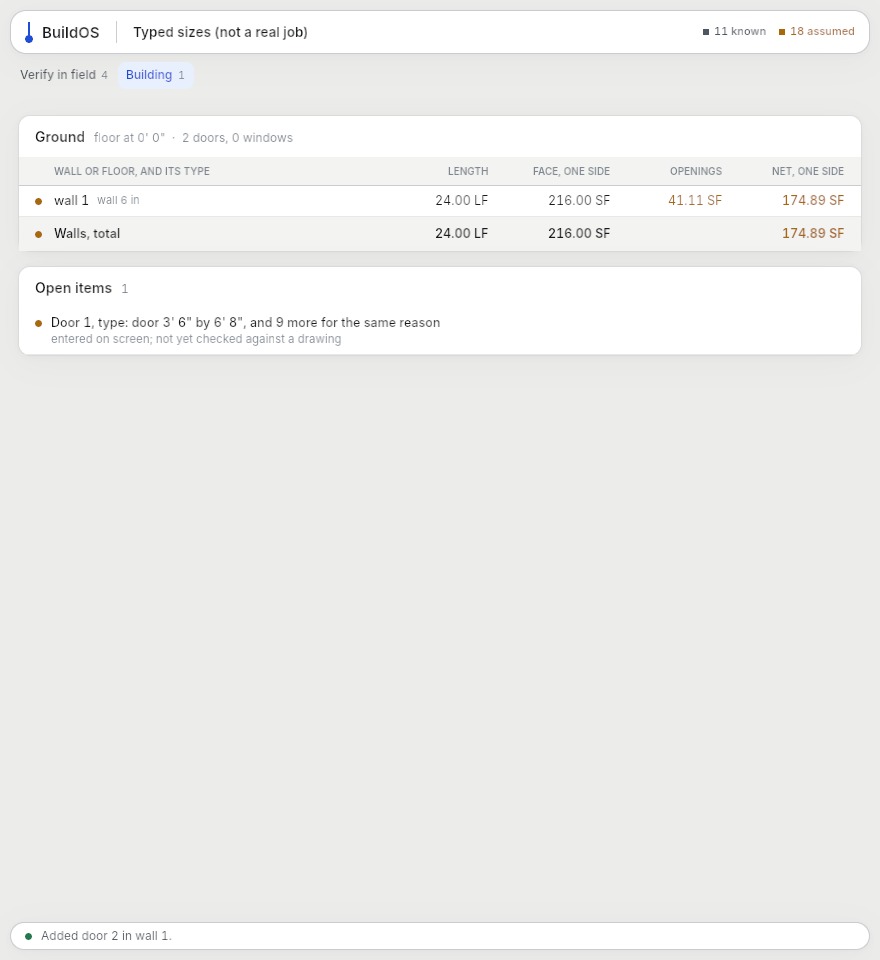 BuildOS Typed sizes (not a real job) 11 known 18 assumed
Verify in field 4 Building 1
Ground floor at 0' 0" · 2 doors, 0 windows
WALL OR FLOOR, AND ITS TYPE LENGTH FACE, ONE SIDE OPENINGS NET, ONE SIDE
wall 1 wall 6 in 24.00 LF 216.00 SF 41.11 SF 174.89 SF
Walls, total 24.00 LF 216.00 SF 174.89 SF
Open items 1
Door 1, type: door 3' 6" by 6' 8", and 9 more for the same reason
entered on screen; not yet checked against a drawing
Added door 2 in wall 1.